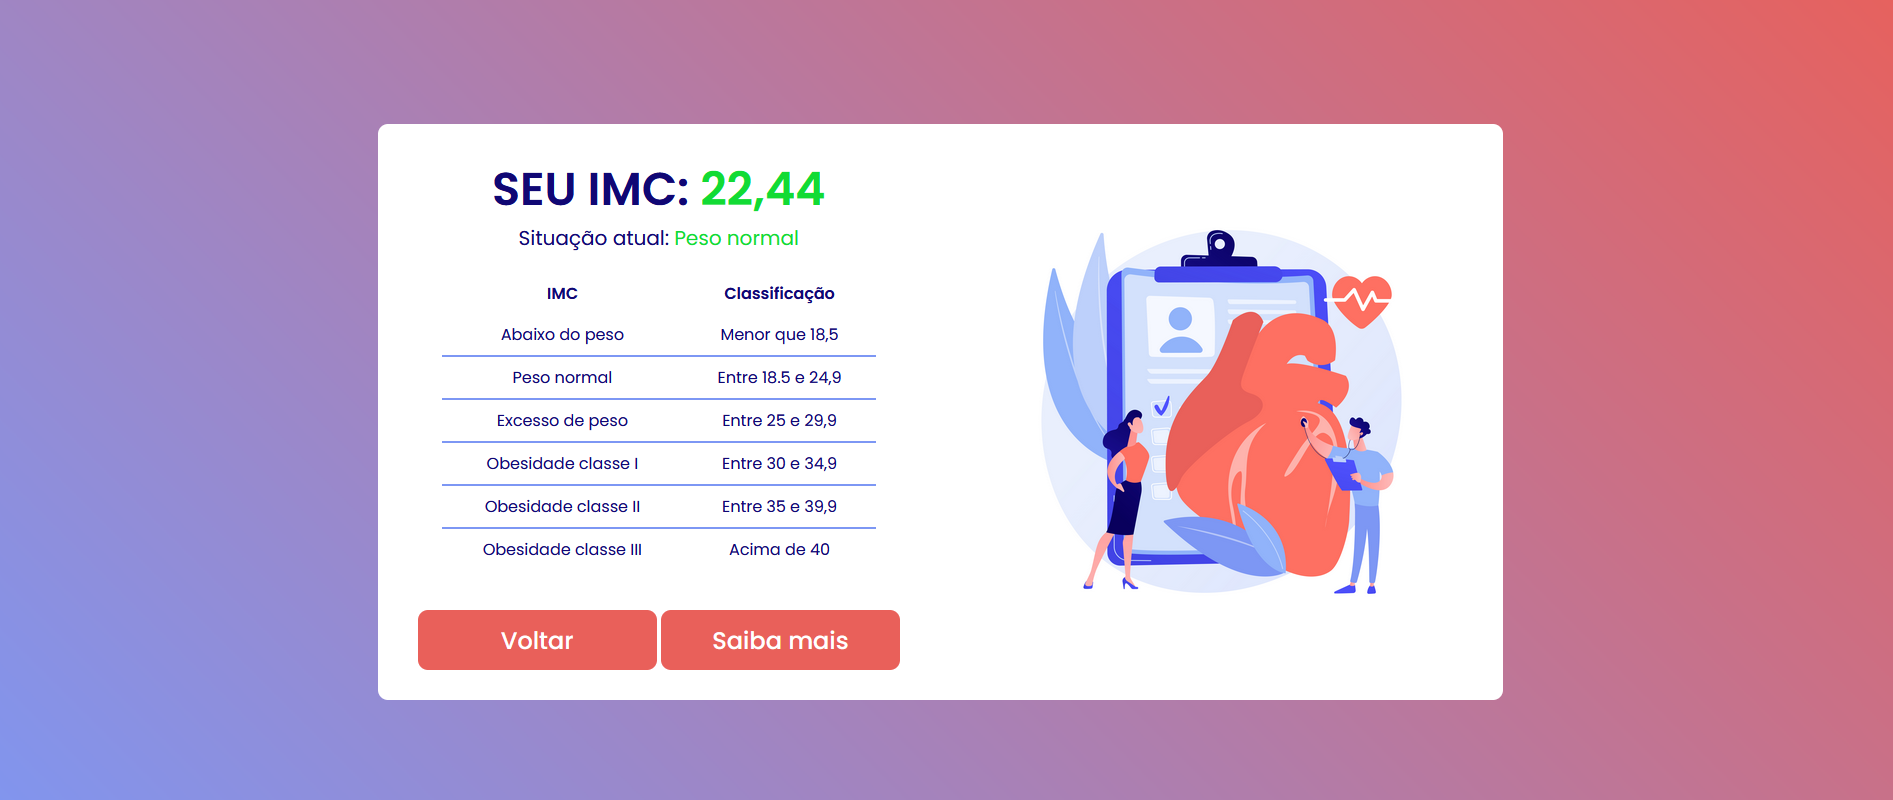 SEU IMC: 22,44
Situação atual: Peso normal
IMC Classificação
Abaixo do peso Menor que 18,5
Peso normal Entre 18.5 e 24,9
Excesso de peso Entre 25 e 29,9
Obesidade classe I Entre 30 e 34,9
Obesidade classe II Entre 35 e 39,9
Obesidade classe III Acima de 40
Voltar Saiba mais